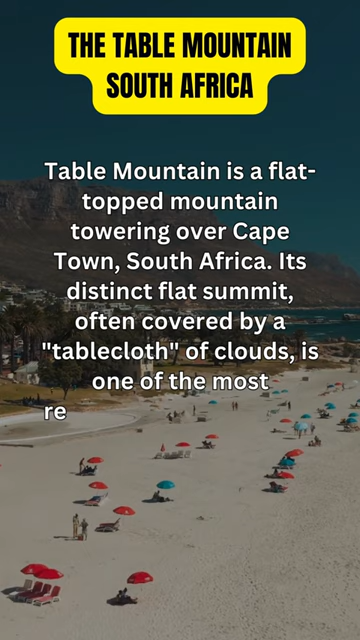 THE TABLE MOUNTAIN
SOUTH AFRICA
Table Mountain is a flat-
topped mountain
towering over Cape
Town, South Africa. Its
distinct flat summit,
often covered by a
"tablecloth" of clouds, is
one of the most
re